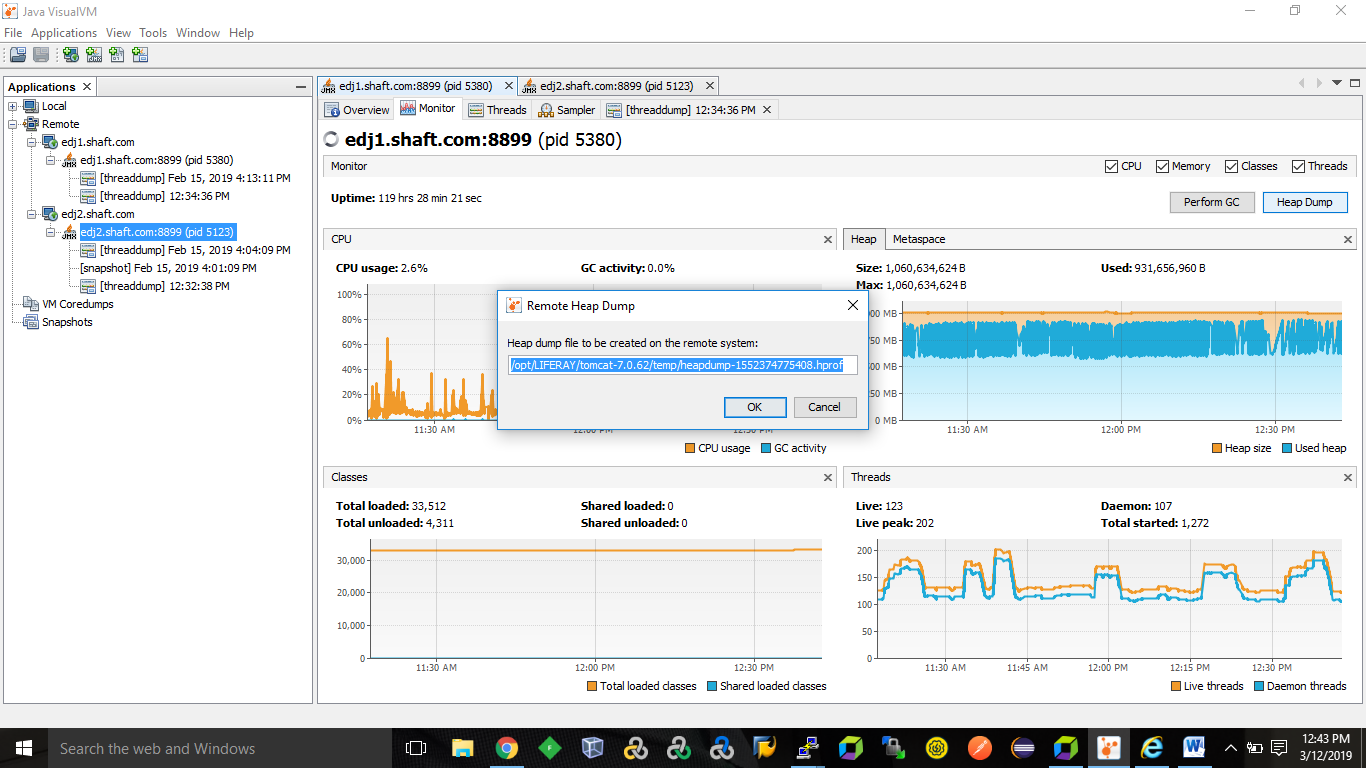 Java VisualVM
File Applications View Tools Window Help
Applications
Local
Remote
edj1.shaft.com
edj1.shaft.com:8899 (pid 5380)
[threaddump] Feb 15, 2019 4:13:11 PM
[threaddump] 12:34:36 PM
edj2.shaft.com
edj2.shaft.com:8899 (pid 5123)
[threaddump] Feb 15, 2019 4:04:09 PM
[snapshot] Feb 15, 2019 4:01:09 PM
[threaddump] 12:32:38 PM
VM Coredumps
Snapshots
edj1.shaft.com:8899 (pid 5380) edj2.shaft.com:8899 (pid 5123)
Overview Monitor Threads Sampler [threaddump] 12:34:36 PM
edj1.shaft.com:8899 (pid 5380)
Monitor CPU Memory Classes Threads
Uptime: 119 hrs 28 min 21 sec
Perform GC Heap Dump
CPU
CPU usage: 2.6% GC activity: 0.0%
100%
80%
60%
40%
20%
0%
11:30 AM
CPU usage GC activity
Heap Metaspace
Size: 1,060,634,624 B Used: 931,656,960 B
Max: 1,060,634,624 B
000 MB
750 MB
500 MB
250 MB
0 MB
11:30 AM 12:00 PM 12:30 PM
Heap size Used heap
Remote Heap Dump
Heap dump file to be created on the remote system:
/opt/LIFERAY/tomcat-7.0.62/temp/heapdump-1552374775408.hprof
OK Cancel
Classes
Total loaded: 33,512 Shared loaded: 0
Total unloaded: 4,311 Shared unloaded: 0
30,000
20,000
10,000
0
11:30 AM 12:00 PM 12:30 PM
Total loaded classes Shared loaded classes
Threads
Live: 123 Daemon: 107
Live peak: 202 Total started: 1,272
200
150
100
50
0
11:30 AM 11:45 AM 12:00 PM 12:15 PM 12:30 PM
Live threads Daemon threads
Search the web and Windows
12:43 PM
3/12/2019